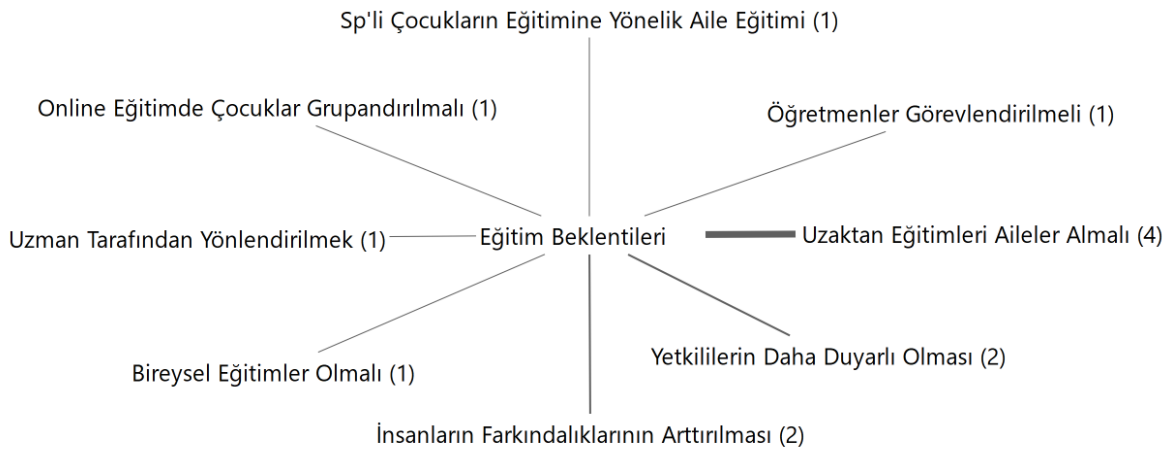 Sp'li Çocukların Eğitimine Yönelik Aile Eğitimi (1)
Online Eğitimde Çocuklar Grupandırılmalı (1)
Öğretmenler Görevlendirilmeli (1)
Uzman Tarafından Yönlendirilmek (1)
Eğitim Beklentileri
Uzaktan Eğitimleri Aileler Almalı (4)
Yetkililerin Daha Duyarlı Olması (2)
Bireysel Eğitimler Olmalı (1)
İnsanların Farkındalıklarının Arttırılması (2)